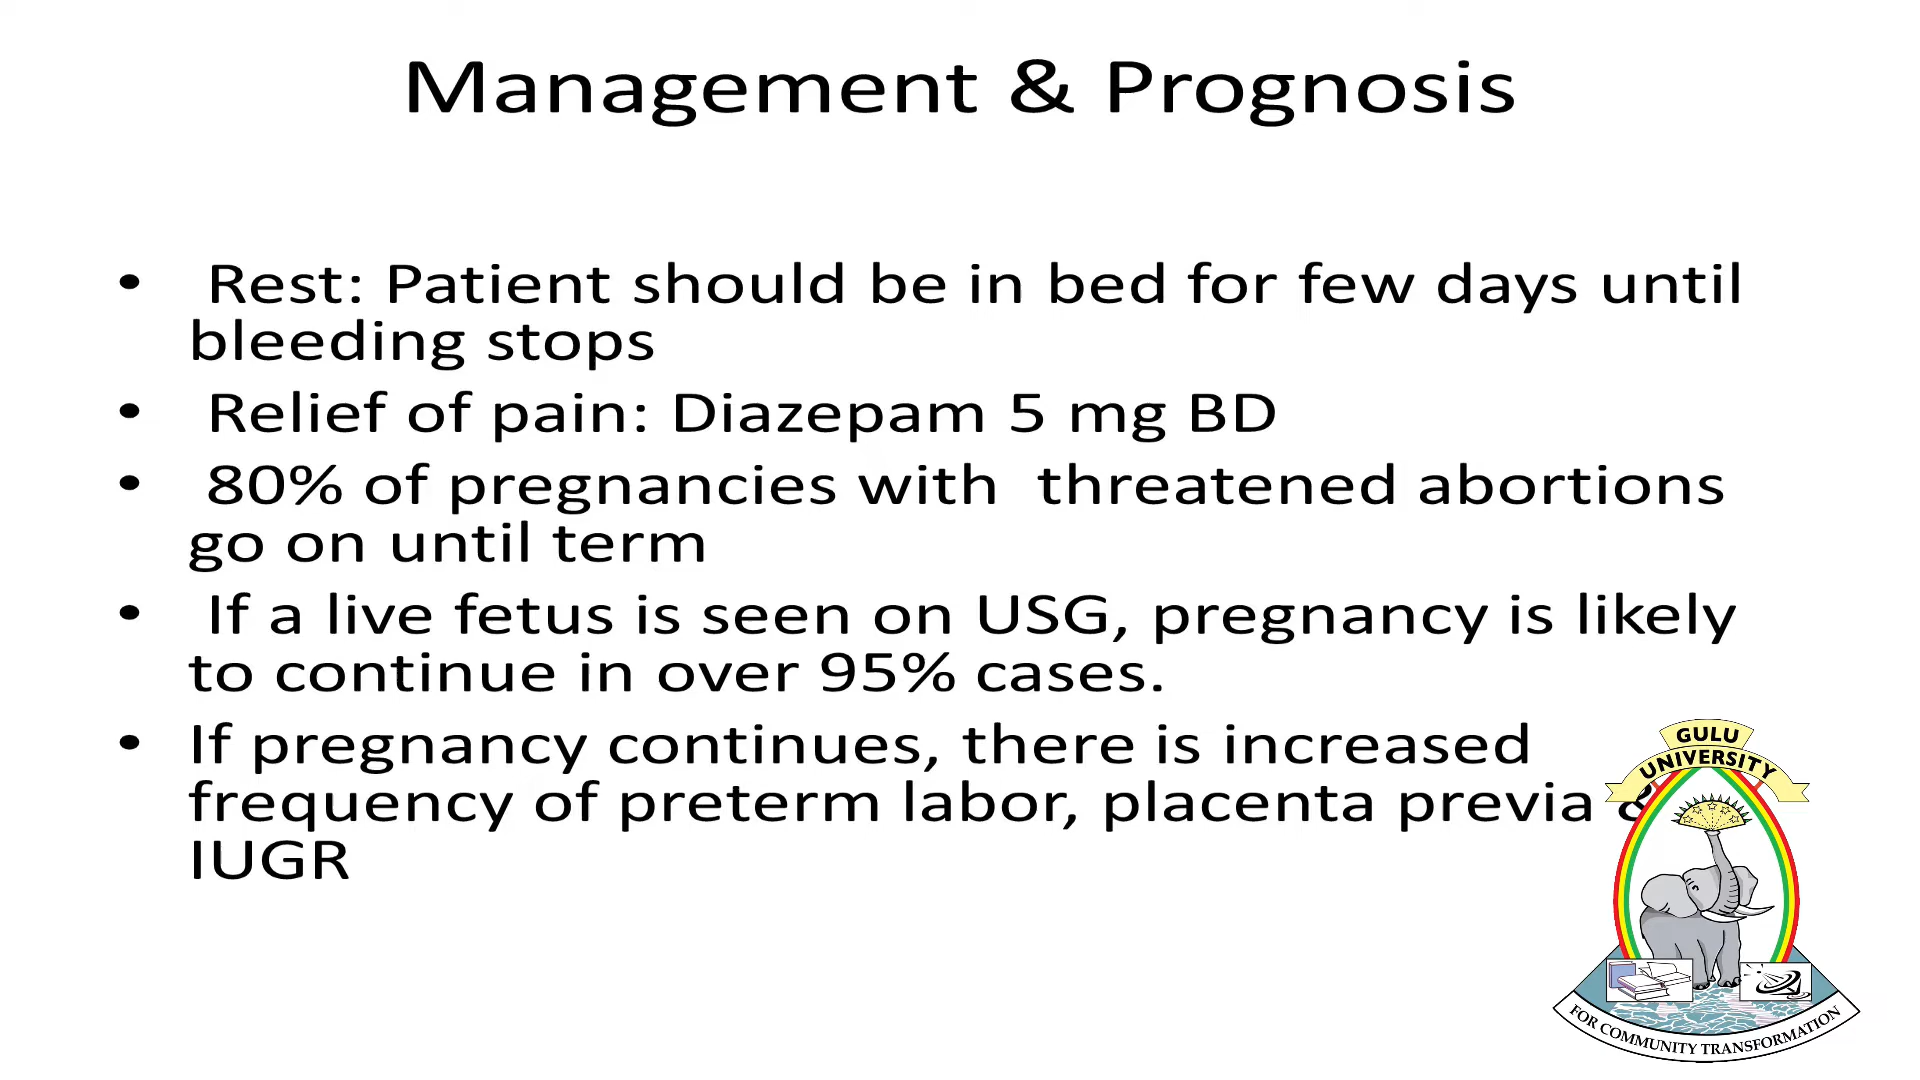 Management & Prognosis
• Rest: Patient should be in bed for few days until
bleeding stops
• Relief of pain: Diazepam 5 mg BD
• 80% of pregnancies with threatened abortions
go on until term
• If a live fetus is seen on USG, pregnancy is likely
to continue in over 95% cases.
• If pregnancy continues, there is increased
frequency of preterm labor, placenta previa &
IUGR
GULU
UNIVERSITY
FOR COMMUNITY TRANSFORMATION